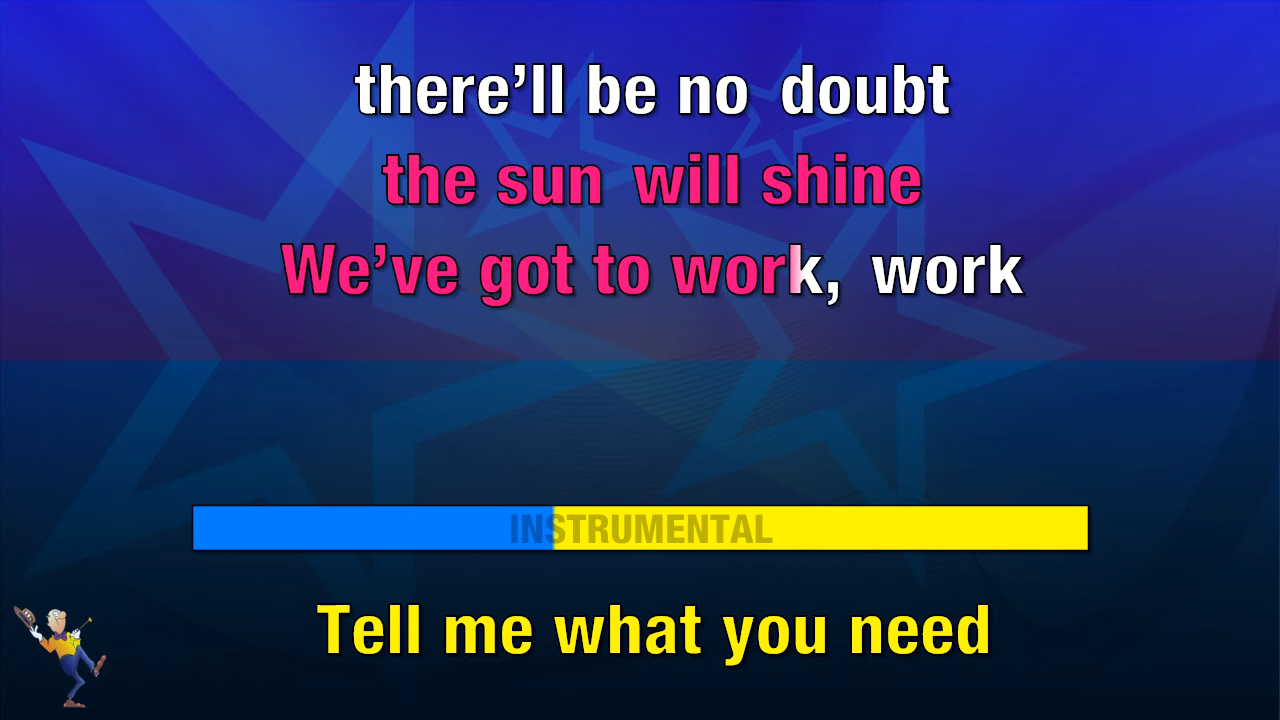 there’ll be no doubt
the sun will shine
We’ve got to work, work
INSTRUMENTAL
Tell me what you need